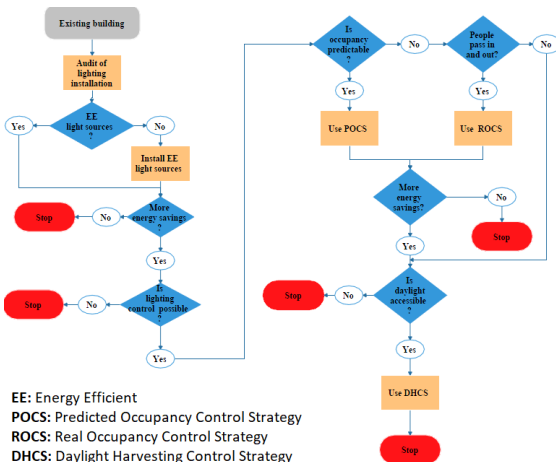 Existing building
Audit of
lighting
installation
EE
light sources
?
Yes
No
Install EE
light sources
More
energy savings
?
No
Stop
Yes
Is
lighting
control possible
?
No
Stop
Yes
Is
occupancy
predictable
?
No
People
pass in
and out?
No
Yes
Yes
Use POCS
Use ROCS
More
energy
savings?
No
Stop
Yes
Is
daylight
accessible
?
No
Stop
Yes
Use DHCS
Stop
EE: Energy Efficient
POCS: Predicted Occupancy Control Strategy
ROCS: Real Occupancy Control Strategy
DHCS: Daylight Harvesting Control Strategy